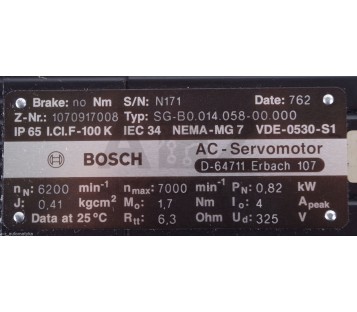 Brake: no Nm S/N: N171 Date: 762
Z-Nr.: 1070917008 Typ: SG-B0.014.058-00.000
IP 65 I.Cl.F-100 K IEC 34 NEMA-MG 7 VDE-0530-S1
BOSCH AC-Servomotor
D-64711 Erbach 107
nN: 6200 min-1 nmax: 7000 min-1 PN: 0,82 kW
J: 0,41 kgcm2 Mo: 1,7 Nm Io: 4 Apeak
Data at 25°C Rtt: 6,3 Ohm Ud: 325 V